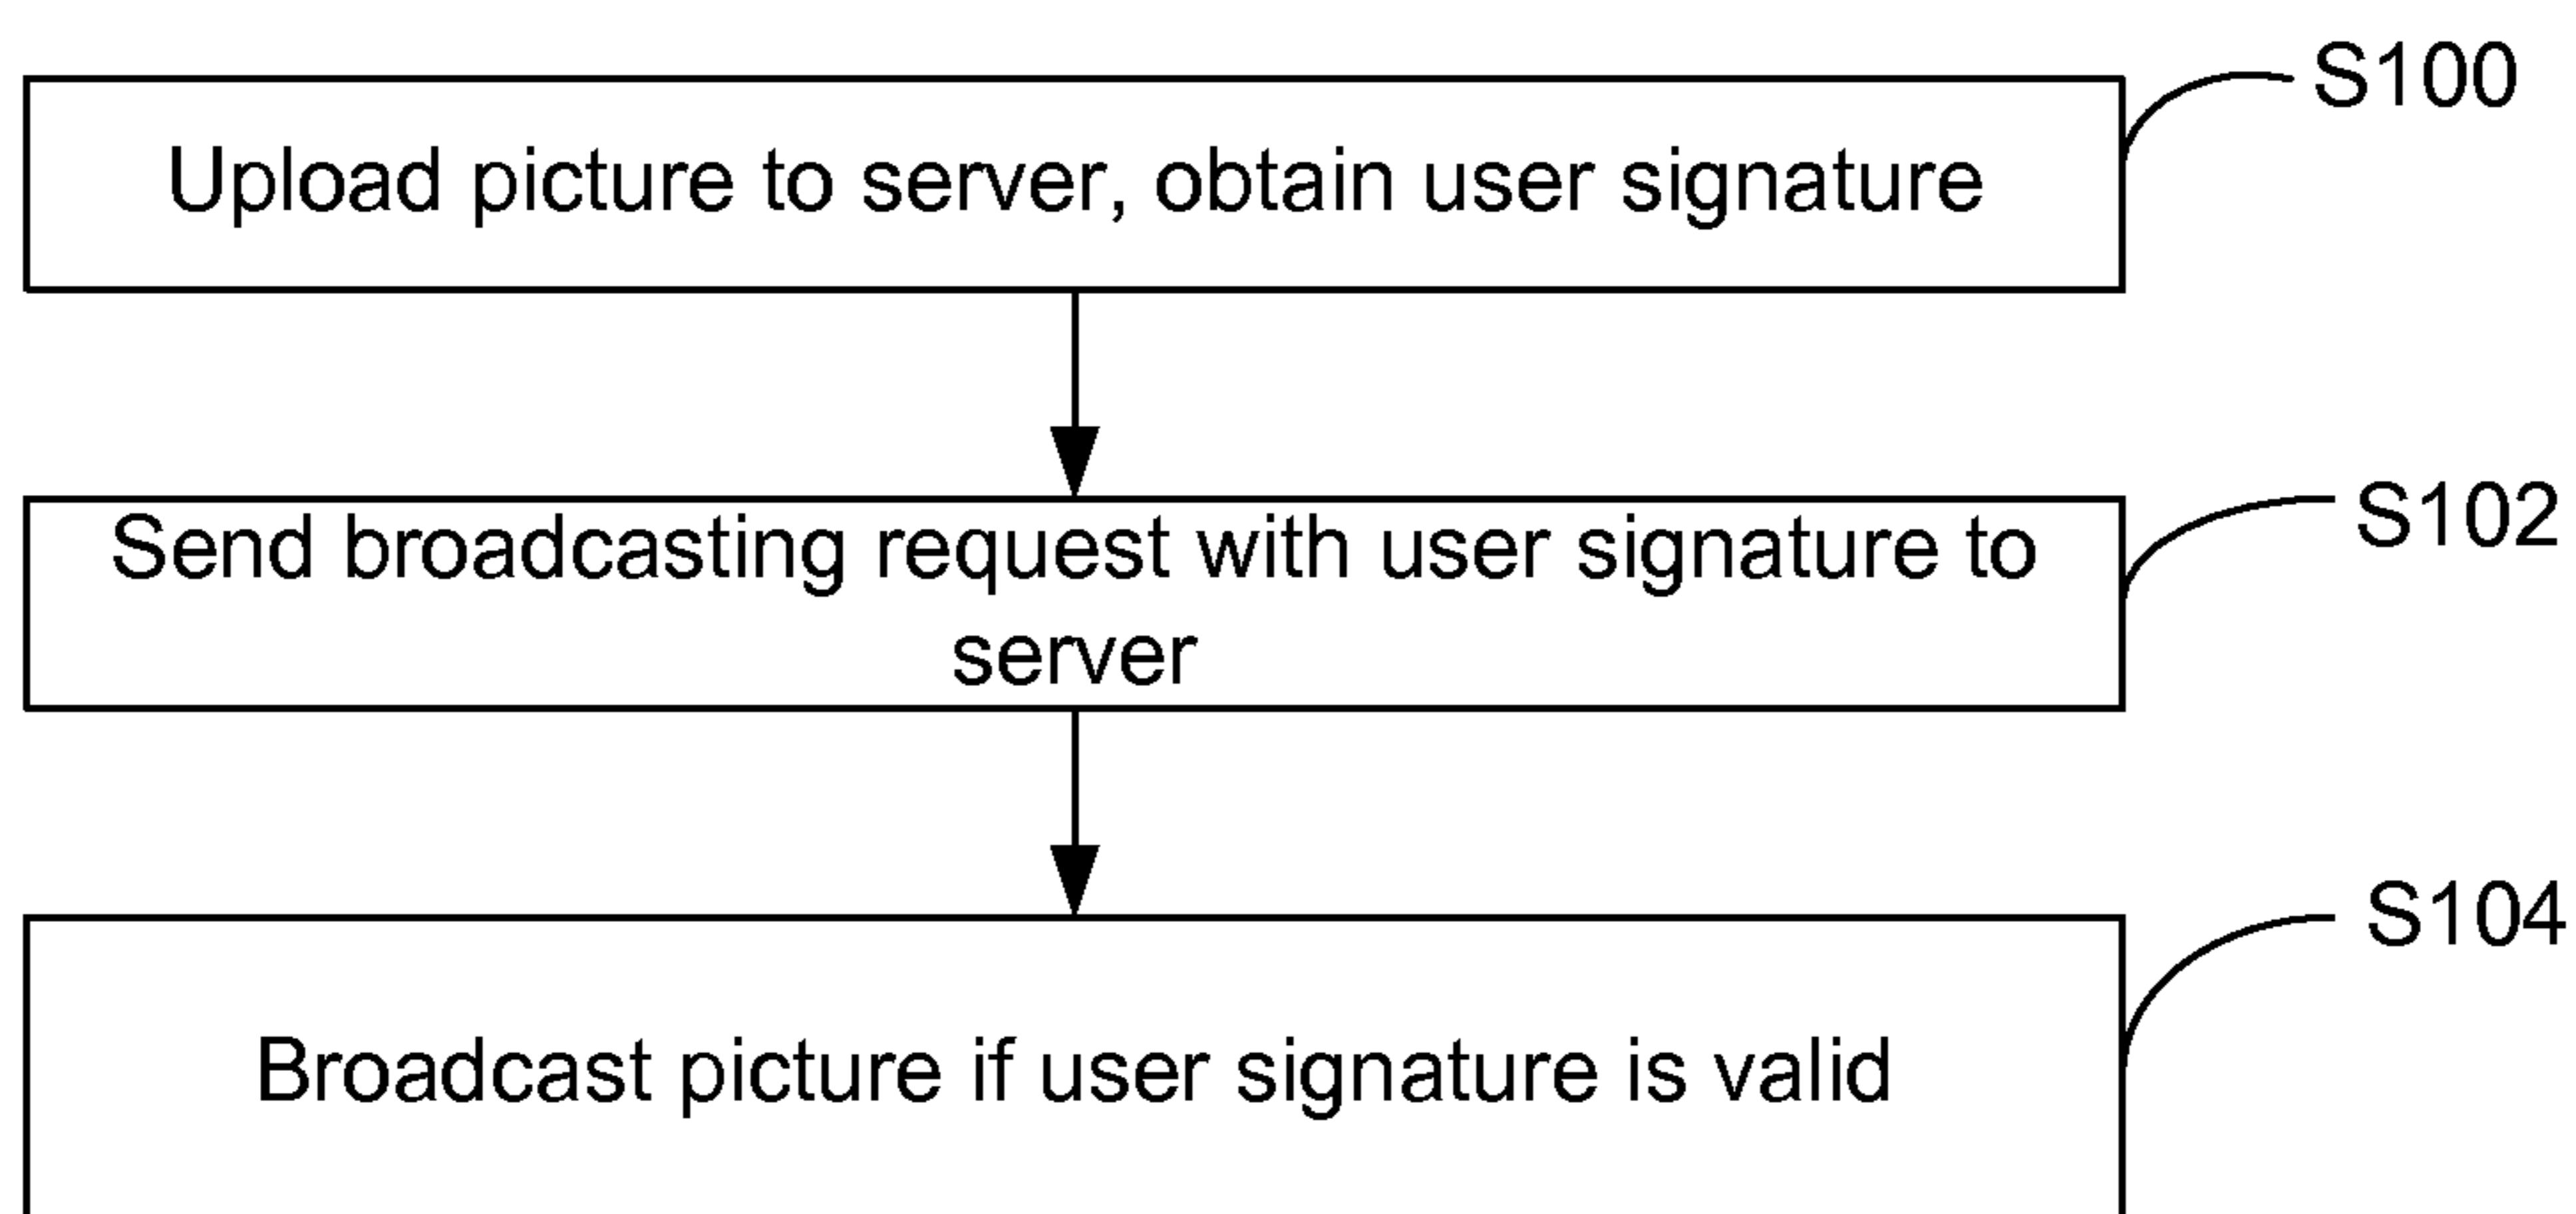 S100
Upload picture to server, obtain user signature
S102
Send broadcasting request with user signature to
server
S104
Broadcast picture if user signature is valid